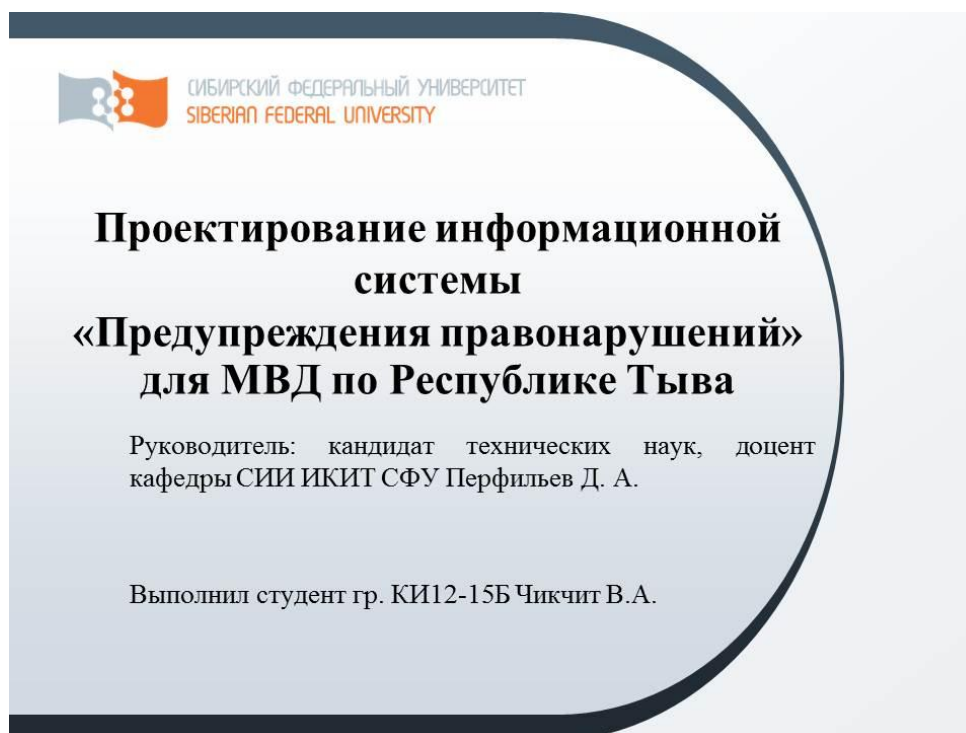 СИБИРСКИЙ ФЕДЕРАЛЬНЫЙ УНИВЕРСИТЕТ
SIBERIAN FEDERAL UNIVERSITY
Проектирование информационной
системы
«Предупреждения правонарушений»
для МВД по Республике Тыва
Руководитель: кандидат технических наук, доцент
кафедры СИИ ИКИТ СФУ Перфильев Д. А.
Выполнил студент гр. КИ12-15Б Чикчит В.А.